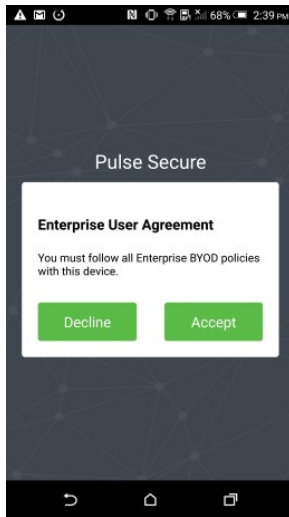 68% 2:39 PM
Pulse Secure
Enterprise User Agreement
You must follow all Enterprise BYOD policies
with this device.
Decline
Accept